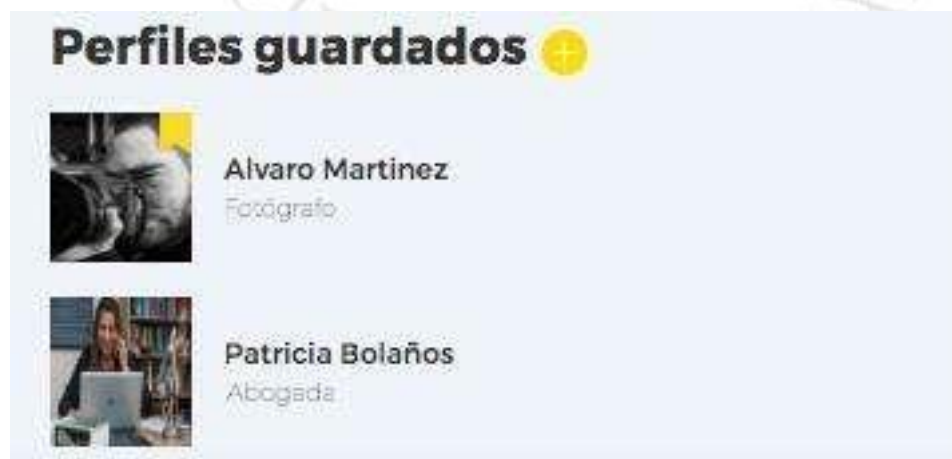 Perfiles guardados
Alvaro Martinez
Fotógrafo
Patricia Bolaños
Abogada